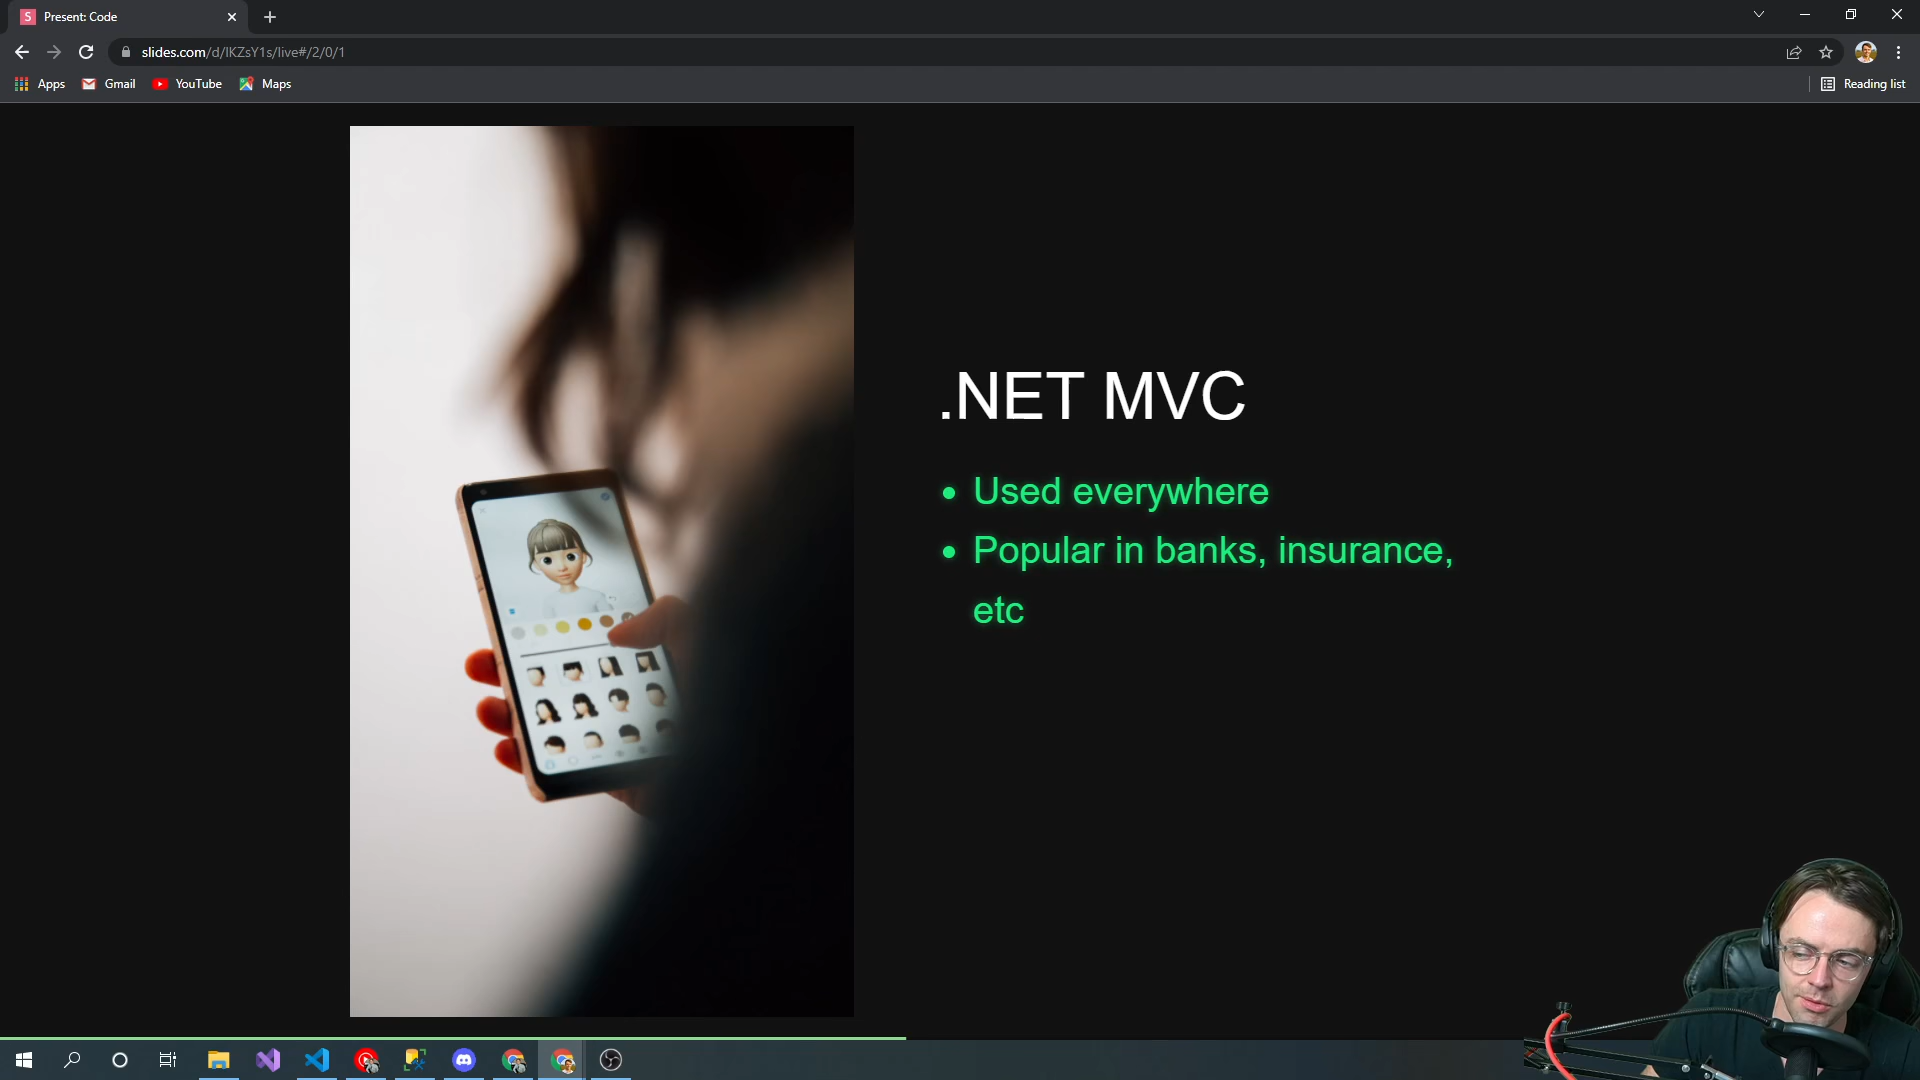 S Present: Code
slides.com/d/lKZsY1s/live#/2/0/1
Apps Gmail YouTube Maps Reading list
.NET MVC
• Used everywhere
• Popular in banks, insurance,
etc